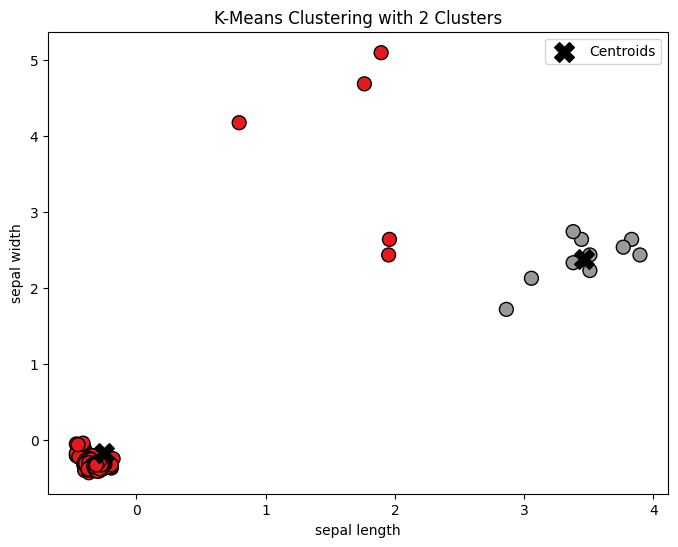 K-Means Clustering with 2 Clusters
Centroids
5
4
3
2
1
0
sepal width
0
1
2
3
4
sepal length